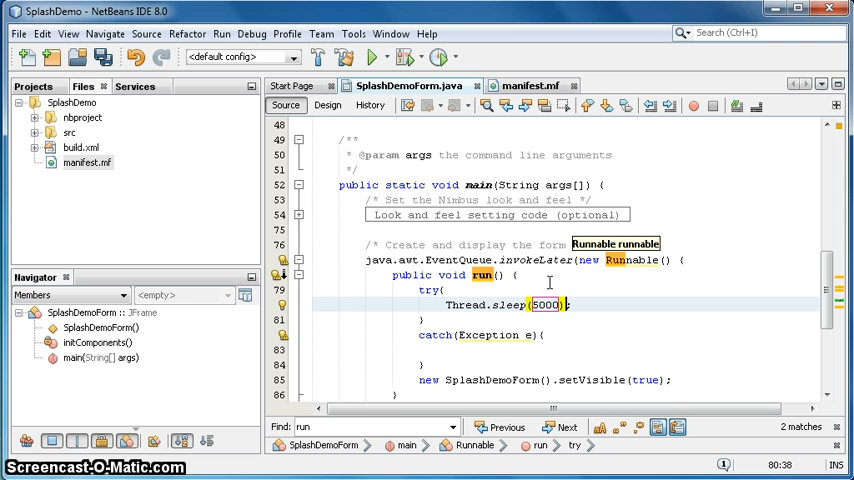 SplashDemo - NetBeans IDE 8.0
File Edit View Navigate Source Refactor Run Debug Profile Team Tools Window Help
Search (Ctrl+I)
<default config>
Projects Files Services
Start Page SplashDemoForm.java manifest.mf
Source Design History
SplashDemo
nbproject
src
build.xml
manifest.mf
Navigator
Members <empty>
SplashDemoForm :: JFrame
SplashDemoForm()
initComponents()
main(String[] args)
48
49 /**
50 * @param args the command line arguments
51 */
52 public static void main(String args[]) {
53 /* Set the Nimbus look and feel */
54 Look and feel setting code (optional)
75
76 /* Create and display the form
Runnable runnable
java.awt.EventQueue.invokeLater(new Runnable() {
public void run() {
79 try{
Thread.sleep(5000);
81 }
catch(Exception e){
83
84 }
85 new SplashDemoForm().setVisible(true);
86 }
Find: run Previous Next 2 matches
SplashDemoForm main Runnable run try
1 80:38 INS
Screencast-O-Matic.com